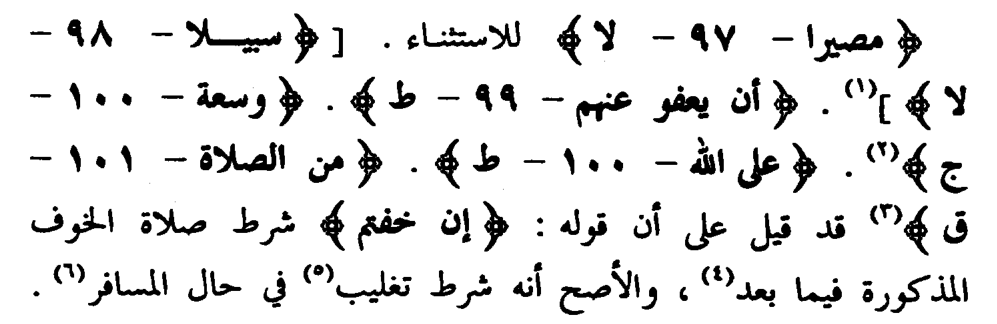 ﴿ مصيرا – ٩٧ – لا ﴾ للاستثناء . [ ﴿ سبيـلا – ٩٨ –
لا ﴾ ](١) . ﴿ أن يعفو عنهم – ٩٩ – ط ﴾ . ﴿ وسعة – ١٠٠ –
ج ﴾(٢) . ﴿ على الله – ١٠٠ – ط ﴾ . ﴿ من الصلاة – ١٠١ –
ق ﴾(٣) قد قيل على أن قوله : ﴿ إن خفتم ﴾ شرط صلاة الخوف
المذكورة فيما بعد(٤) ، والأصح أنه شرط تغليب(٥) في حال المسافر(٦) .